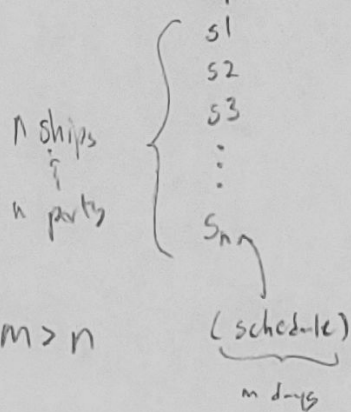 s1
s2
s3
n ships
&
n ports
sn
m > n
(schedule)
m days